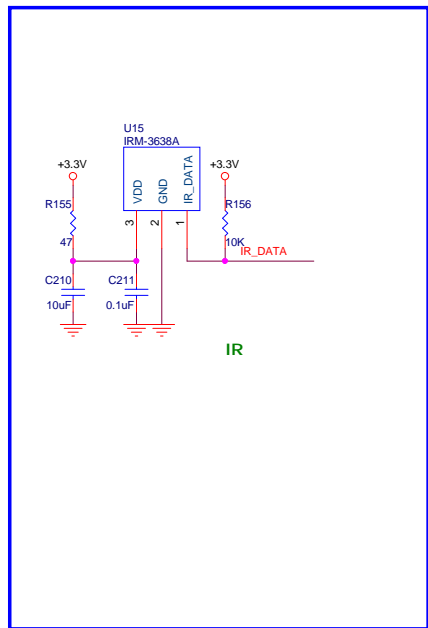 U15
IRM-3638A
+3.3V
+3.3V
VDD
GND
IR_DATA
R155
R156
3
2
1
47
10K
IR_DATA
C210
C211
10uF
0.1uF
IR